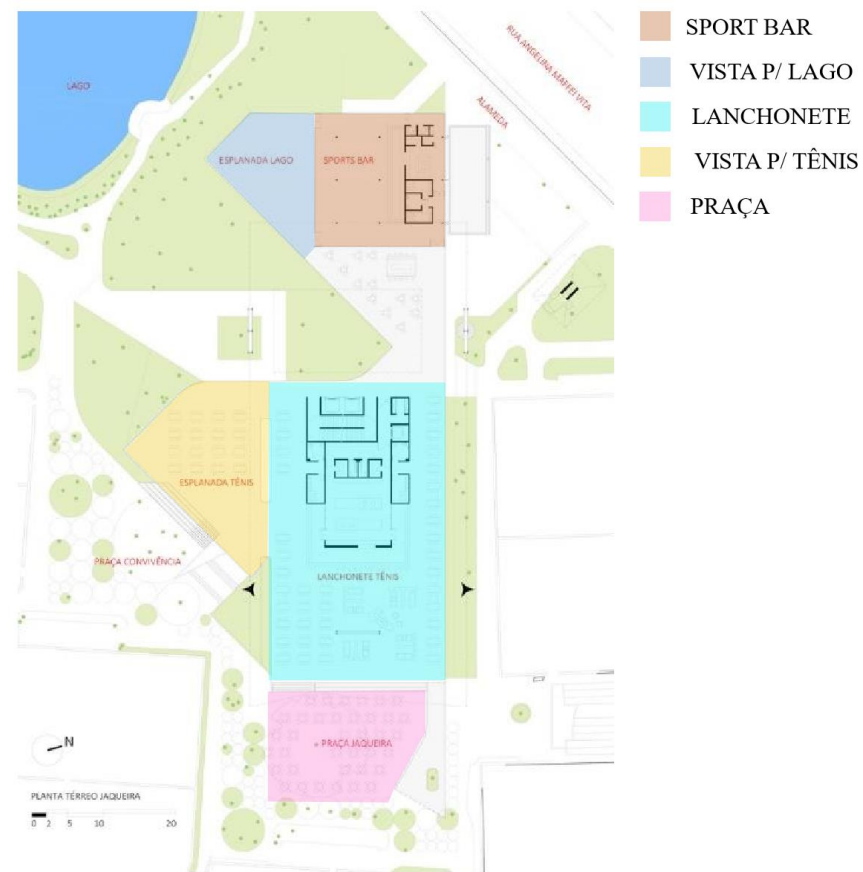 SPORT BAR
VISTA P/ LAGO
LANCHONETE
VISTA P/ TÊNIS
PRAÇA
RUA ANGELINA MAFFEI VITA
ALAMEDA
LAGO
ESPLANADA LAGO
SPORTS BAR
ESPLANADA TÊNIS
PRAÇA CONVIVÊNCIA
LANCHONETE TÊNIS
PRAÇA JAQUEIRA
N
PLANTA TÉRREO JAQUEIRA
0 2 5 10 20